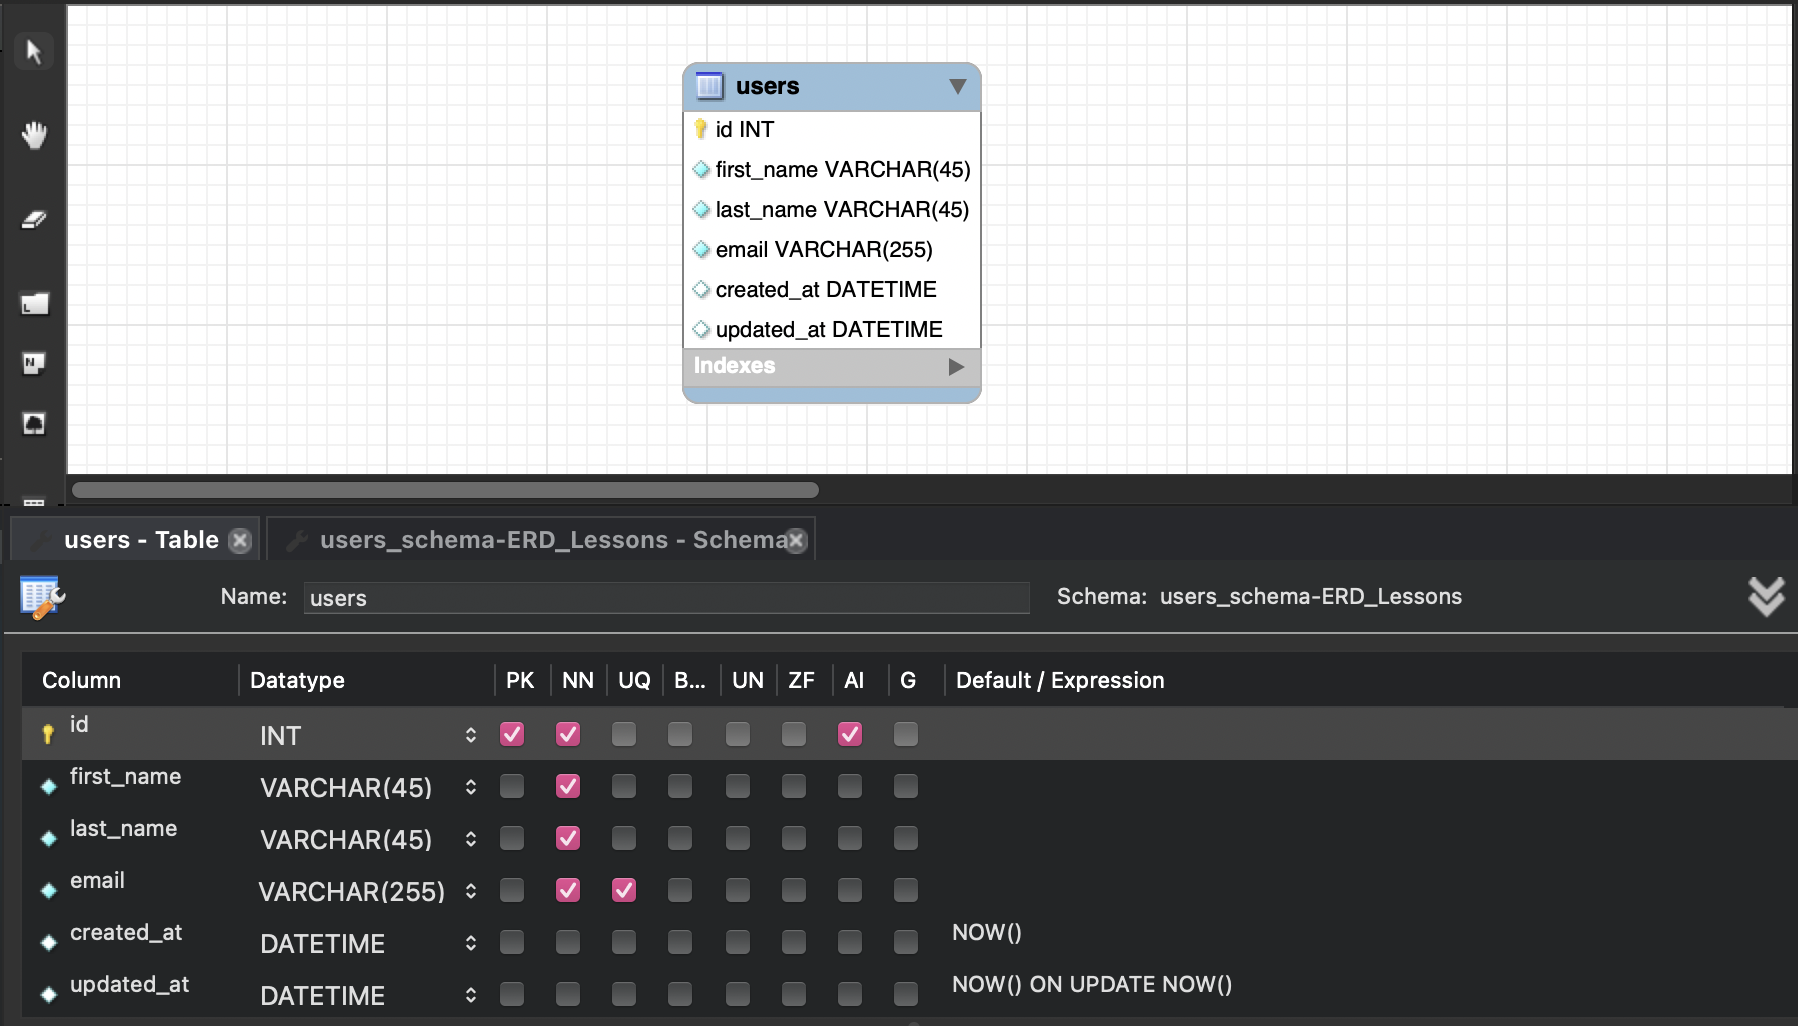 users
id INT
first_name VARCHAR(45)
last_name VARCHAR(45)
email VARCHAR(255)
created_at DATETIME
updated_at DATETIME
Indexes
users - Table
users_schema-ERD_Lessons - Schema
Name: users Schema: users_schema-ERD_Lessons
Column Datatype PK NN UQ B... UN ZF AI G Default / Expression
id INT
first_name VARCHAR(45)
last_name VARCHAR(45)
email VARCHAR(255)
created_at DATETIME NOW()
updated_at DATETIME NOW() ON UPDATE NOW()